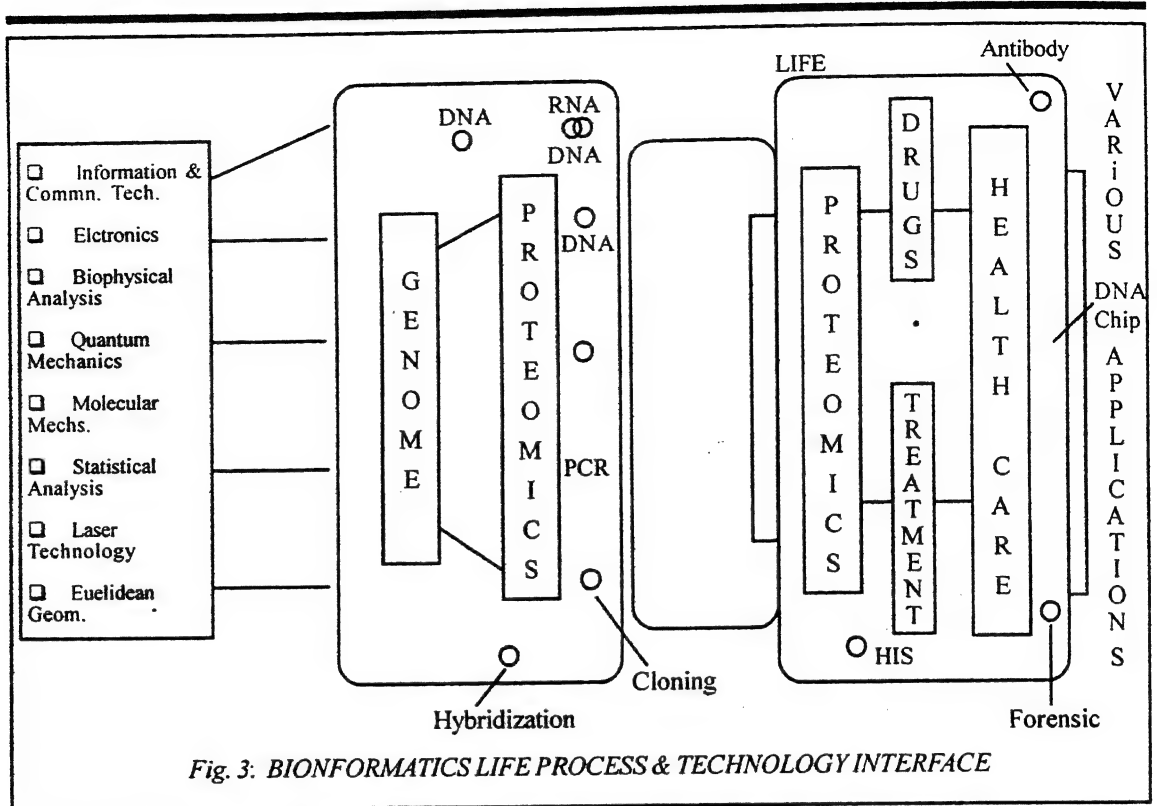 ❑ Information &
Commn. Tech.
❑ Elctronics
❑ Biophysical
Analysis
❑ Quantum
Mechanics
❑ Molecular
Mechs.
❑ Statistical
Analysis
❑ Laser
Technology
❑ Euelidean
Geom.
DNA
RNA
DNA
DNA
GENOME
PROTEOMICS
PCR
Cloning
Hybridization
LIFE
Antibody
PROTEOMICS
DRUGS
TREATMENT
HEALTH CARE
HIS
DNA
Chip
Forensic
VARiOUS APPLICATIONS
Fig. 3: BIONFORMATICS LIFE PROCESS & TECHNOLOGY INTERFACE